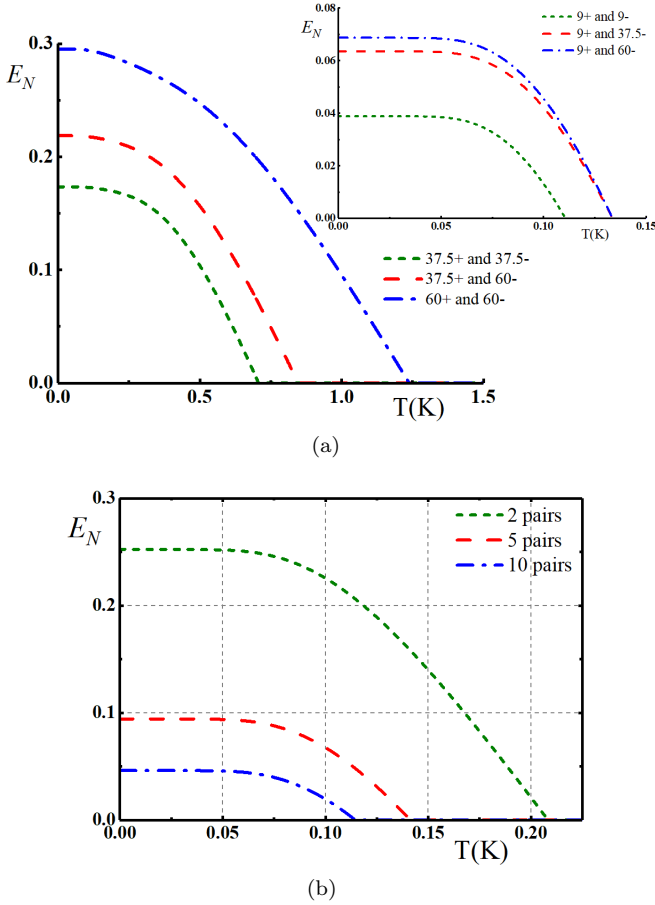 0.3
E_N
0.2
0.1
0.0
0.0
0.5
1.0
1.5
T(K)
37.5+ and 37.5-
37.5+ and 60-
60+ and 60-
0.08
E_N
0.06
0.04
0.02
0.00
0.00
0.05
0.10
0.15
T(K)
9+ and 9-
9+ and 37.5-
9+ and 60-
(a)
0.3
E_N
0.2
0.1
0.0
0.00
0.05
0.10
0.15
0.20
T(K)
2 pairs
5 pairs
10 pairs
(b)